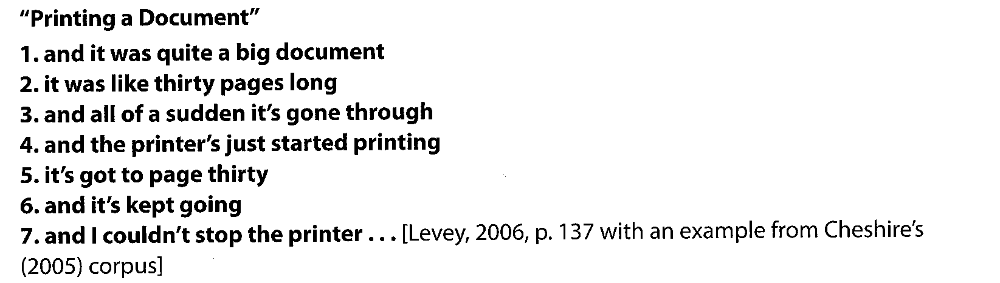 “Printing a Document”
1. and it was quite a big document
2. it was like thirty pages long
3. and all of a sudden it’s gone through
4. and the printer’s just started printing
5. it’s got to page thirty
6. and it’s kept going
7. and I couldn’t stop the printer . . . [Levey, 2006, p. 137 with an example from Cheshire’s
(2005) corpus]